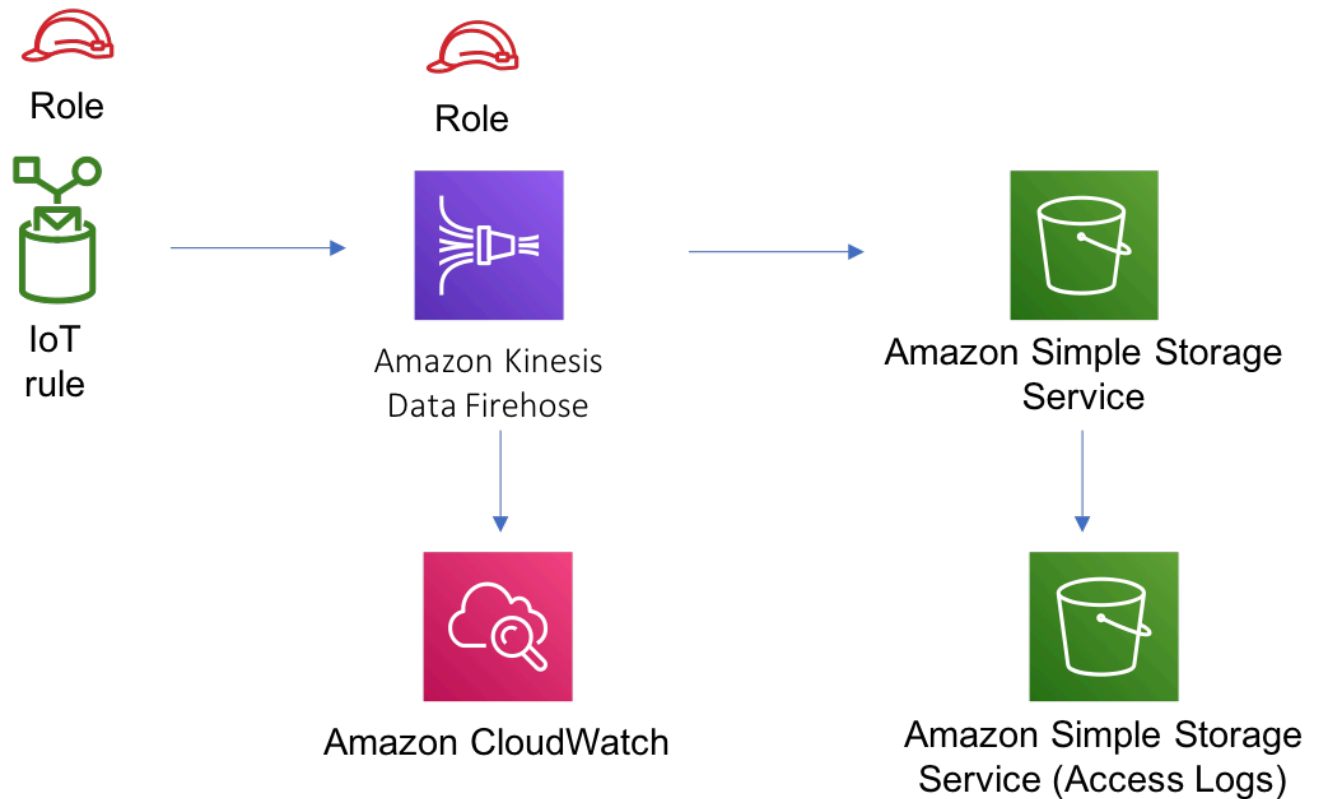 Role
Role
IoT
rule
Amazon Kinesis
Data Firehose
Amazon Simple Storage
Service
Amazon CloudWatch
Amazon Simple Storage
Service (Access Logs)